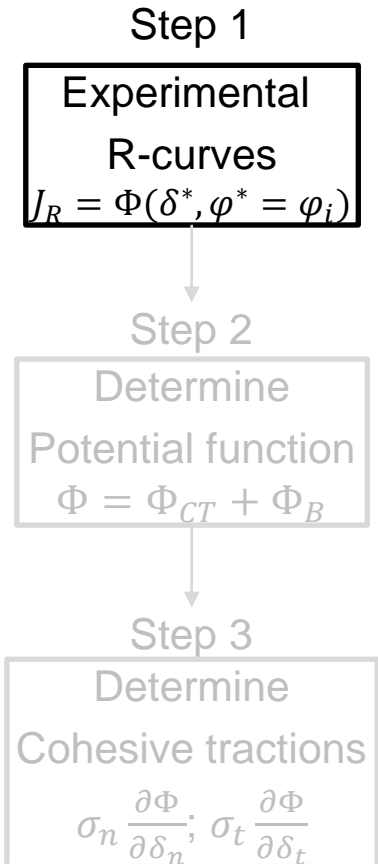 Step 1
Experimental
R-curves
J_R = Φ(δ*, φ* = φ_i)
Step 2
Determine
Potential function
Φ = Φ_CT + Φ_B
Step 3
Determine
Cohesive tractions
σ_n ∂Φ/∂δ_n; σ_t ∂Φ/∂δ_t